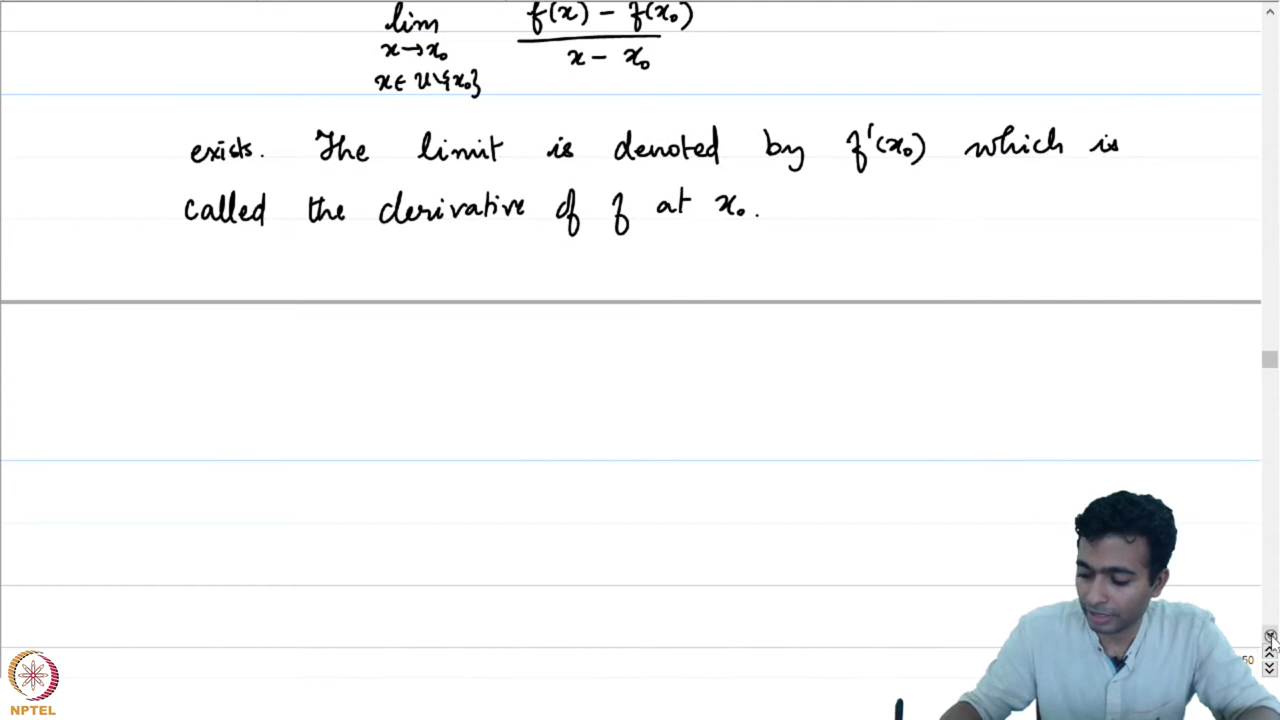 lim f(x) - f(x₀)
x→x₀ x - x₀
x∈ U\{x₀}
exists. The limit is denoted by f'(x₀) which is
called the derivative of f at x₀.
50
NPTEL